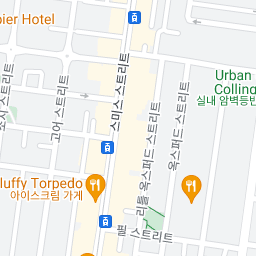 pier Hotel
스미스 스트리트
고어 스트리트
스트리트
Urban
Colling
실내 암벽등반
옥스퍼드 스트리트
리틀 옥스퍼드 스트리트
luffy Torpedo
아이스크림 가게
필 스트리트